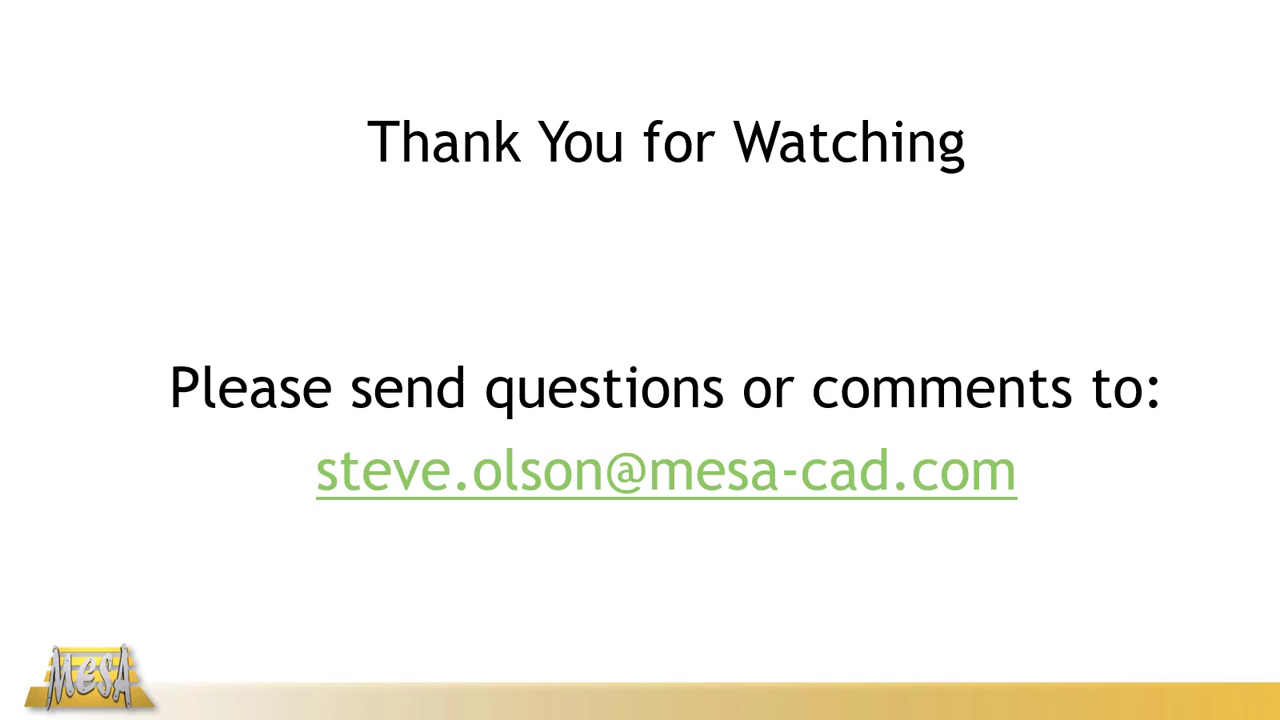 Thank You for Watching
Please send questions or comments to:
steve.olson@mesa-cad.com
MESA